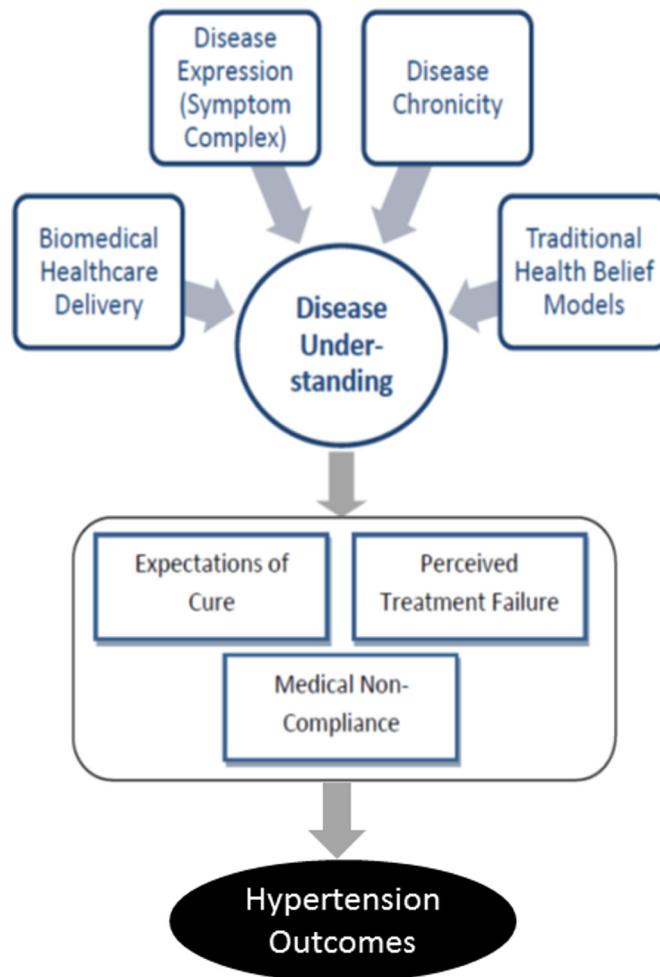 Disease
Expression
(Symptom
Complex)
Disease
Chronicity
Biomedical
Healthcare
Delivery
Traditional
Health Belief
Models
Disease
Under-
standing
Expectations of
Cure
Perceived
Treatment Failure
Medical Non-
Compliance
Hypertension
Outcomes